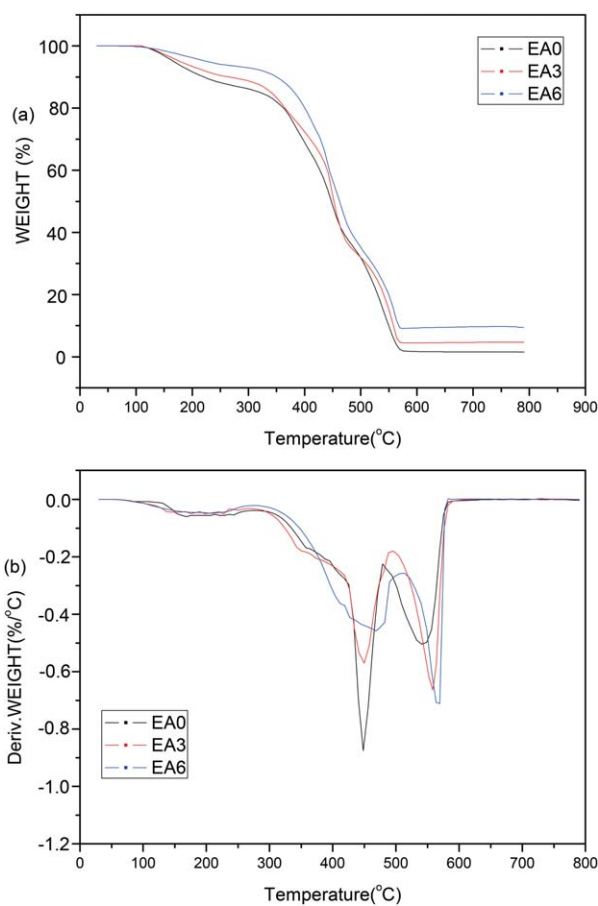 100
80
60
40
20
0
(a)
WEIGHT (%)
EA0
EA3
EA6
0 100 200 300 400 500 600 700 800 900
Temperature(°C)
0.0
-0.2
-0.4
-0.6
-0.8
-1.0
-1.2
(b)
Deriv.WEIGHT(%/°C)
EA0
EA3
EA6
0 100 200 300 400 500 600 700 800
Temperature(°C)